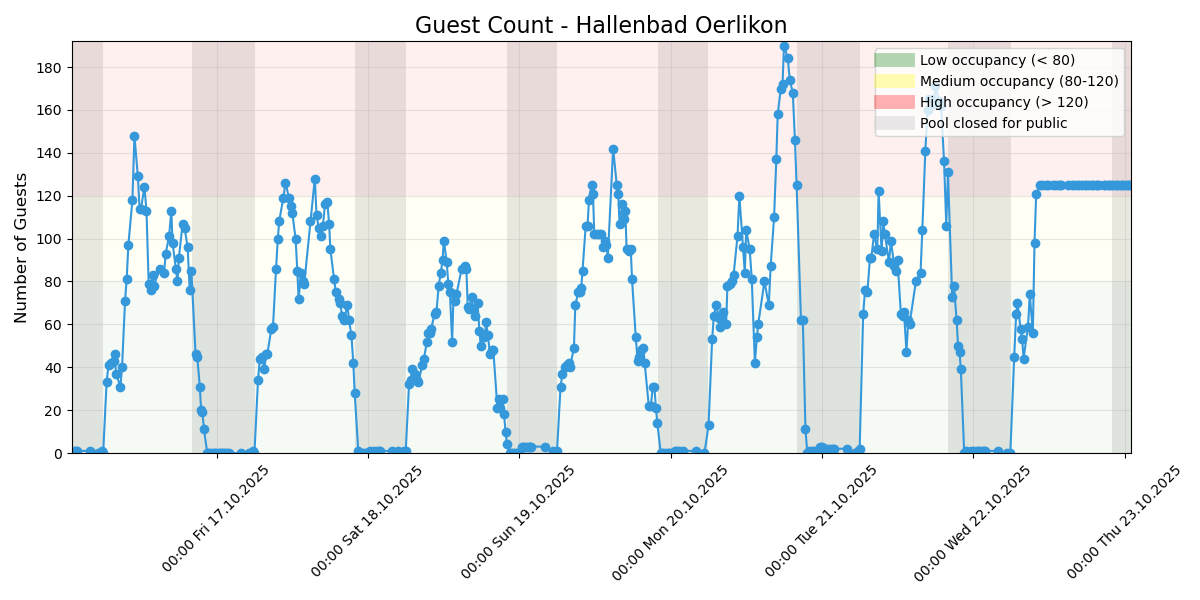 Guest Count - Hallenbad Oerlikon
Low occupancy (< 80)
Medium occupancy (80-120)
High occupancy (> 120)
Pool closed for public
Number of Guests
180
160
140
120
100
80
60
40
20
0
00:00 Fri 17.10.2025
00:00 Sat 18.10.2025
00:00 Sun 19.10.2025
00:00 Mon 20.10.2025
00:00 Tue 21.10.2025
00:00 Wed 22.10.2025
00:00 Thu 23.10.2025